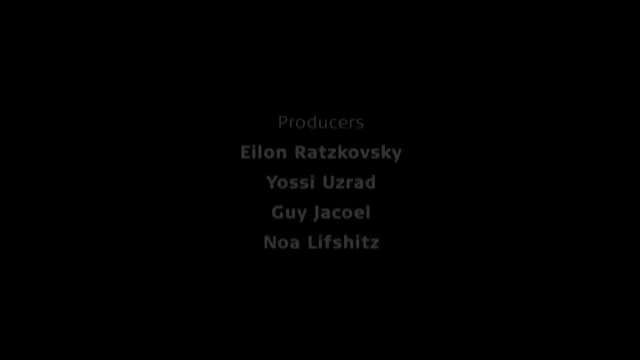 Producers
Eilon Ratzkovsky
Yossi Uzrad
Guy Jacoel
Noa Lifshitz